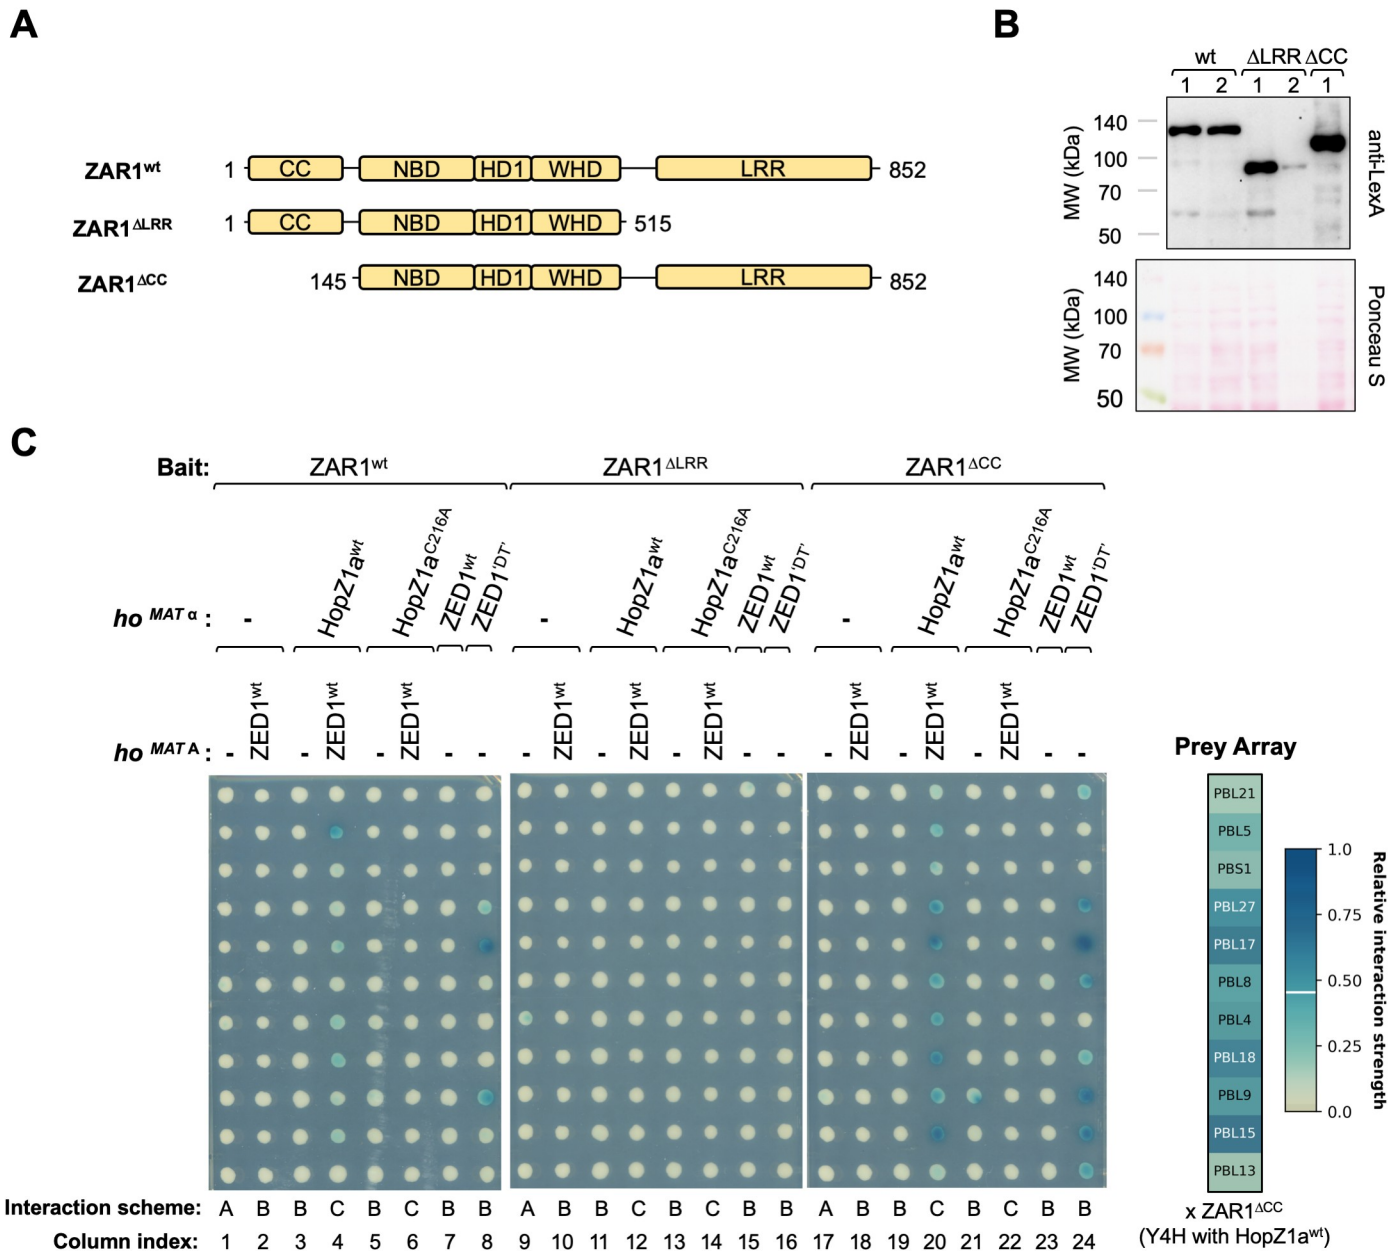 A
ZAR1wt
1
CC
NBD
HD1
WHD
LRR
852
ZAR1ΔLRR
1
CC
NBD
HD1
WHD
515
ZAR1ΔCC
145
NBD
HD1
WHD
LRR
852
B
wt ΔLRR ΔCC
1 2 1 2 1
MW (kDa)
140
100
70
50
anti-LexA
MW (kDa)
140
100
70
50
Ponceau S
C
Bait: ZAR1wt ZAR1ΔLRR ZAR1ΔCC
ho MAT α : - HopZ1awt HopZ1aC216A ZED1wt ZED1'DT' - HopZ1awt HopZ1aC216A ZED1wt ZED1'DT' - HopZ1awt HopZ1aC216A ZED1wt ZED1'DT'
ho MAT A : - ZED1wt - ZED1wt - ZED1wt - - - ZED1wt - ZED1wt - ZED1wt - - - ZED1wt - ZED1wt - ZED1wt - -
Interaction scheme: A B B C B C B B A B B C B C B B A B B C B C B B
Column index: 1 2 3 4 5 6 7 8 9 10 11 12 13 14 15 16 17 18 19 20 21 22 23 24
Prey Array
PBL21
PBL5
PBS1
PBL27
PBL17
PBL8
PBL4
PBL18
PBL9
PBL15
PBL13
x ZAR1ΔCC
(Y4H with HopZ1awt)
1.0
0.75
0.50
0.25
0.0
Relative interaction strength